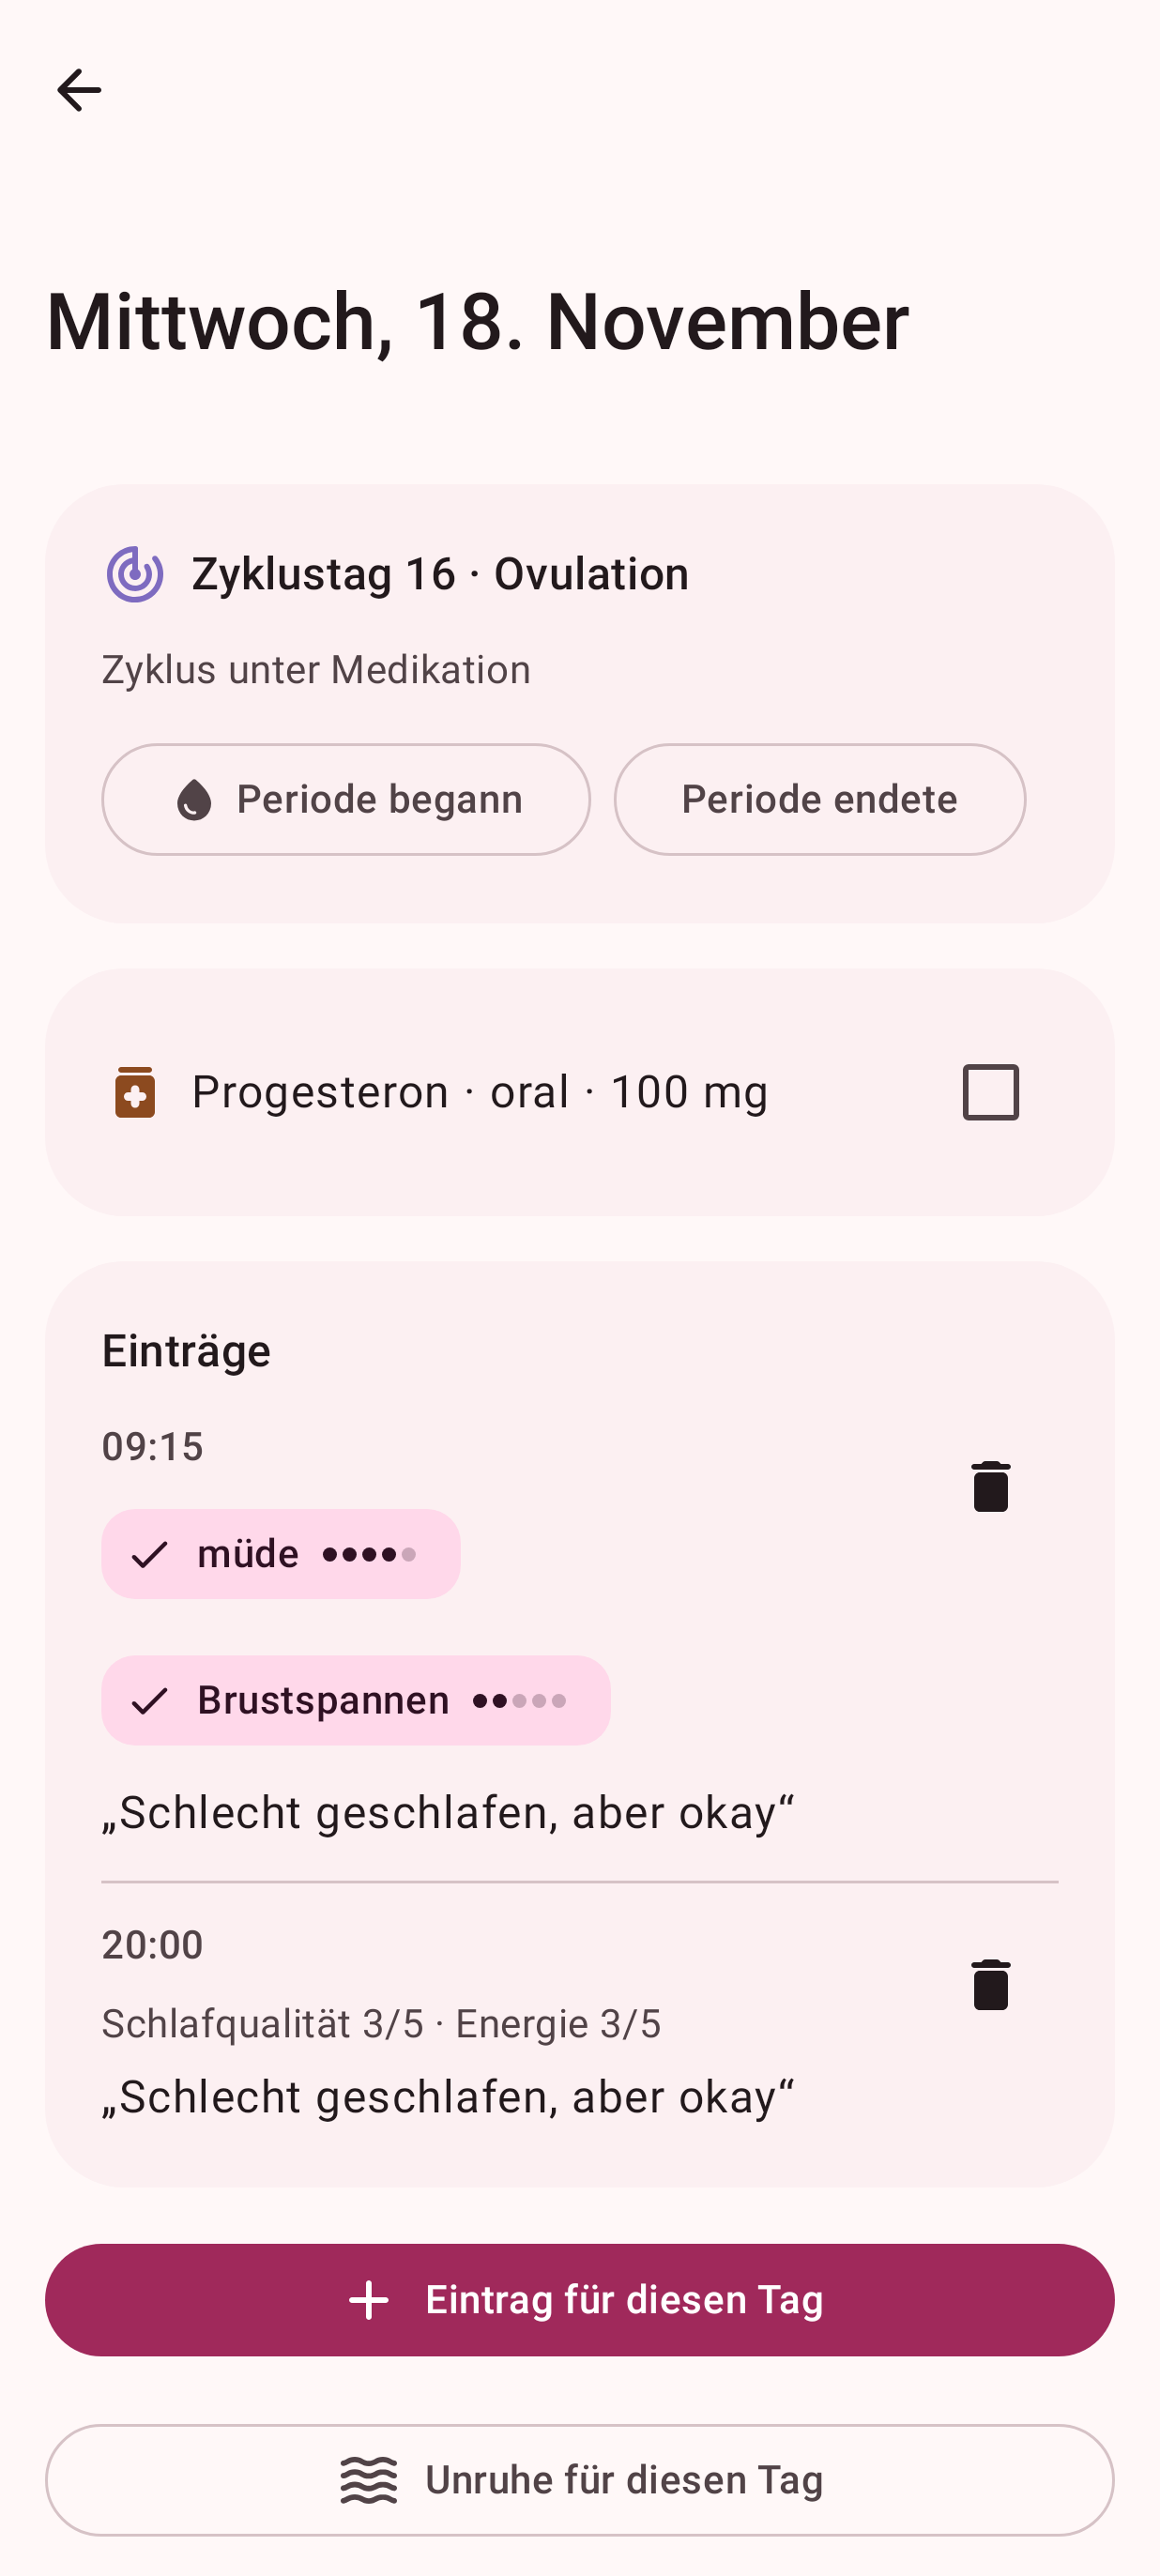 Mittwoch, 18. November
Zyklustag 16 · Ovulation
Zyklus unter Medikation
Periode begann
Periode endete
Progesteron · oral · 100 mg
Einträge
09:15
müde
Brustspannen
„Schlecht geschlafen, aber okay“
20:00
Schlafqualität 3/5 · Energie 3/5
„Schlecht geschlafen, aber okay“
Eintrag für diesen Tag
Unruhe für diesen Tag